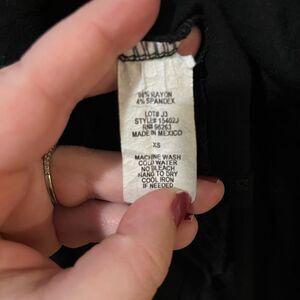 96% RAYON
4% SPANDEX
LOT# J3
STYLE# 15402J
RN# 96263
MADE IN MEXICO
XS
MACHINE WASH
COLD WATER
NO BLEACH
HANG TO DRY
COOL IRON
IF NEEDED